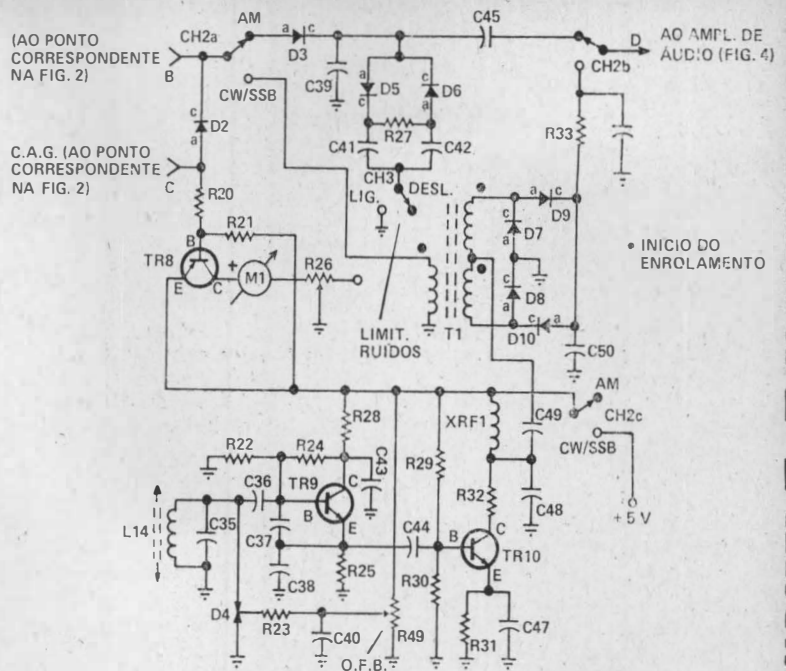 (AO PONTO
CORRESPONDENTE
NA FIG. 2)
B
CH2a
AM
a
c
D3
C39
CW/SSB
C45
CH2b
D
AO AMPL. DE
ÁUDIO (FIG. 4)
a
c
D5
c
a
D6
R27
C41
C42
CH3
DESL.
LIG.
LIMIT.
RUIDOS
R33
c
D2
a
C.A.G. (AO PONTO
CORRESPONDENTE
NA FIG. 2)
C
R20
R21
B
TR8
E
C
+
M1
R26
T1
a
c
D9
c
D7
a
c
D8
a
D10
c
a
C50
• INICIO DO
ENROLAMENTO
AM
CH2c
CW/SSB
+ 5 V
R28
R22
R24
C43
TR9
C
B
E
C36
L14
C35
C37
C38
R25
D4
R23
C40
R49
O.F.B.
R29
C44
R30
XRF1
C49
R32
C48
C
B
TR10
E
R31
C47